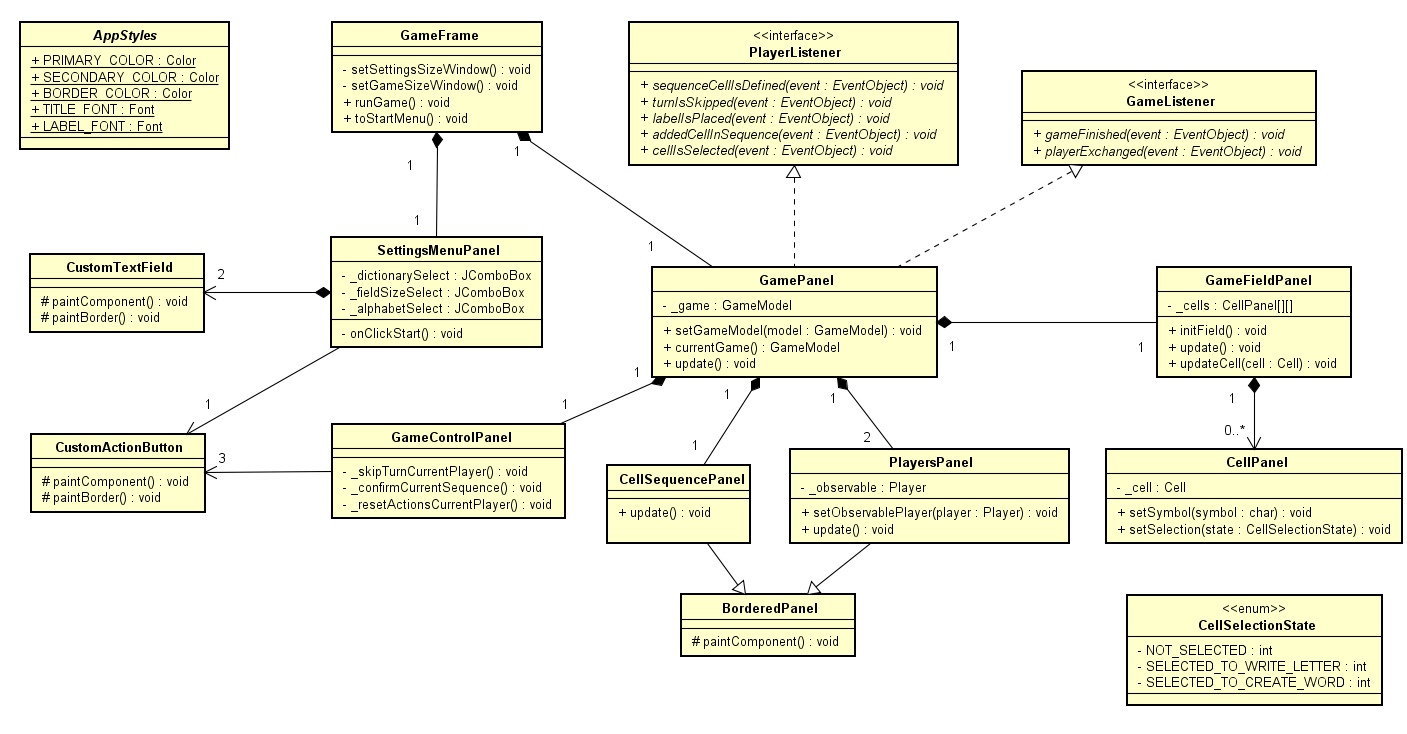 AppStyles
+ PRIMARY_COLOR : Color
+ SECONDARY_COLOR : Color
+ BORDER_COLOR : Color
+ TITLE_FONT : Font
+ LABEL_FONT : Font
GameFrame
- setSettingsSizeWindow() : void
- setGameSizeWindow() : void
+ runGame() : void
+ toStartMenu() : void
<<interface>>
PlayerListener
+ sequenceCellIsDefined(event : EventObject) : void
+ turnIsSkipped(event : EventObject) : void
+ labelIsPlaced(event : EventObject) : void
+ addedCellInSequence(event : EventObject) : void
+ cellIsSelected(event : EventObject) : void
<<interface>>
GameListener
+ gameFinished(event : EventObject) : void
+ playerExchanged(event : EventObject) : void
1
1
1
1
CustomTextField
# paintComponent() : void
# paintBorder() : void
2
SettingsMenuPanel
- _dictionarySelect : JComboBox
- _fieldSizeSelect : JComboBox
- _alphabetSelect : JComboBox
- onClickStart() : void
GamePanel
- _game : GameModel
+ setGameModel(model : GameModel) : void
+ currentGame() : GameModel
+ update() : void
1
1
GameFieldPanel
- _cells : CellPanel[][]
+ initField() : void
+ update() : void
+ updateCell(cell : Cell) : void
1
1
1
1
1
1
1
2
0..*
CustomActionButton
# paintComponent() : void
# paintBorder() : void
3
GameControlPanel
- _skipTurnCurrentPlayer() : void
- _confirmCurrentSequence() : void
- _resetActionsCurrentPlayer() : void
CellSequencePanel
+ update() : void
PlayersPanel
- _observable : Player
+ setObservablePlayer(player : Player) : void
+ update() : void
CellPanel
- _cell : Cell
+ setSymbol(symbol : char) : void
+ setSelection(state : CellSelectionState) : void
BorderedPanel
# paintComponent() : void
<<enum>>
CellSelectionState
- NOT_SELECTED : int
- SELECTED_TO_WRITE_LETTER : int
- SELECTED_TO_CREATE_WORD : int